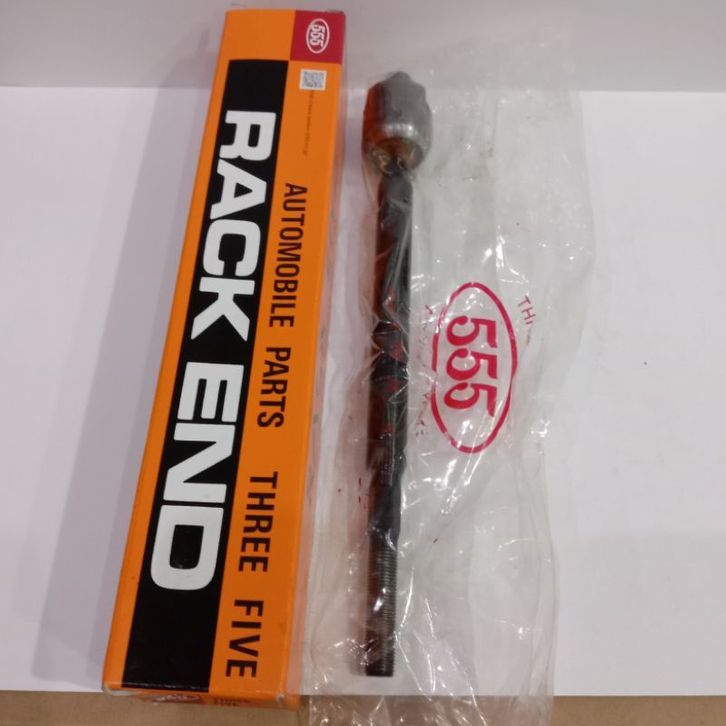 555
RACK END
AUTOMOBILE PARTS THREE FIVE
555